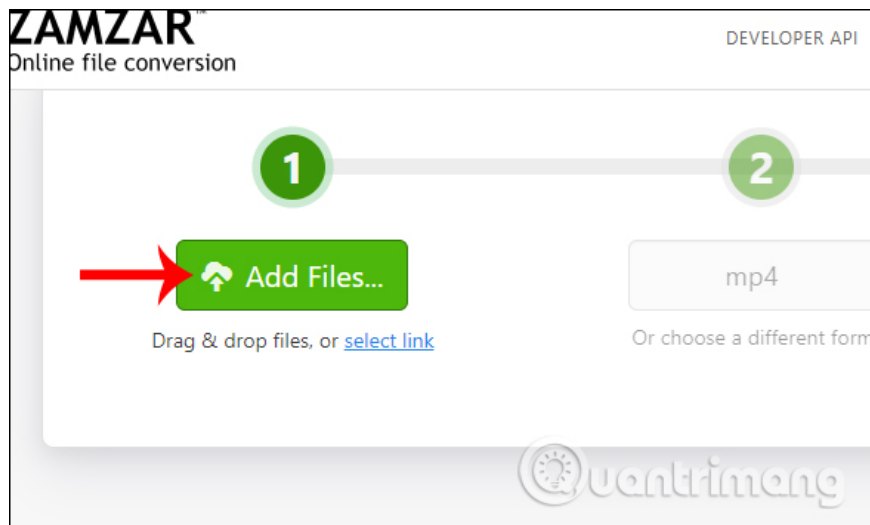 ZAMZAR™
Online file conversion
DEVELOPER API
1
2
Add Files...
mp4
Drag & drop files, or select link
Or choose a different form
Quantrimang